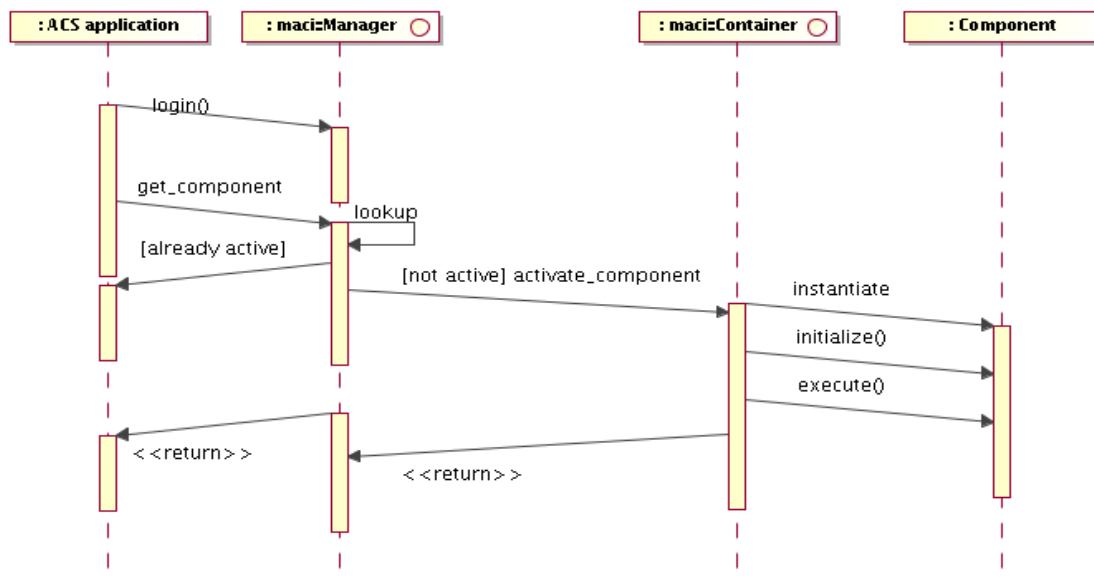 : ACS application
: maci::Manager
: maci::Container
: Component
login()
get_component
lookup
[already active]
[not active] activate_component
instantiate
initialize()
execute()
<<return>>
<<return>>